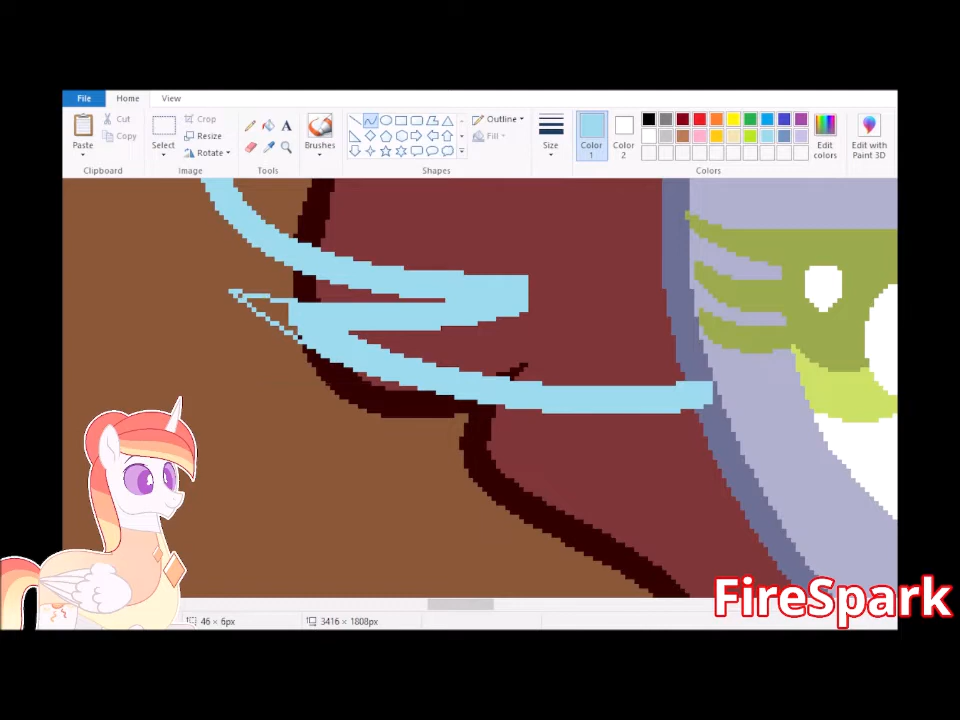 File Home View
Paste
Cut
Copy
Clipboard
Select
Crop
Resize
Rotate
Image
A
Tools
Brushes
Outline
Fill
Shapes
Size
Color 1
Color 2
Edit colors
Colors
Edit with Paint 3D
FireSpark
46 × 6px 3416 × 1808px